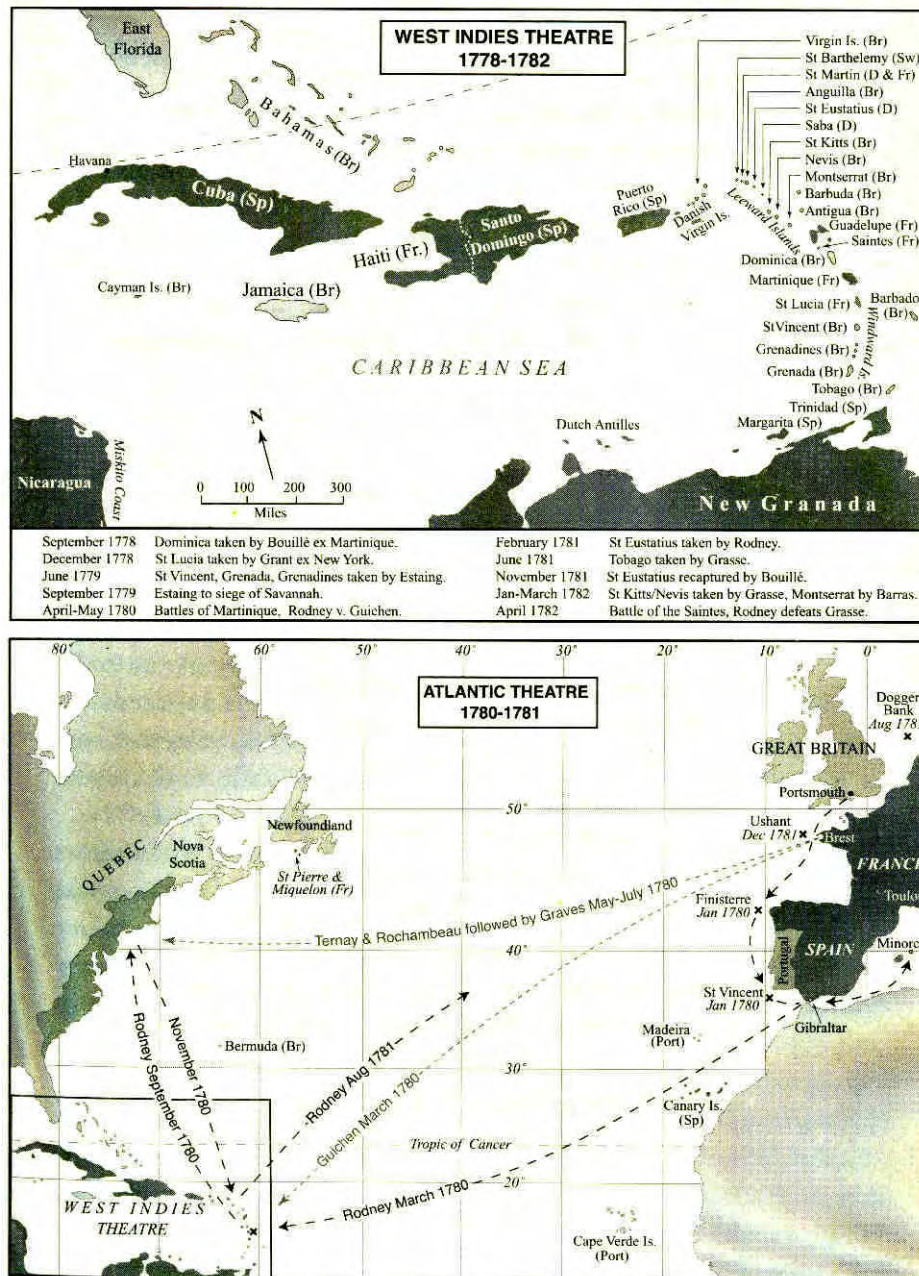 WEST INDIES THEATRE
1778-1782
East
Florida
Bahamas (Br)
Havana
Cuba (Sp)
Cayman Is. (Br)
Jamaica (Br)
Haiti (Fr.)
Santo
Domiugo (Sp)
Puerto
Rico (Sp)
Danish
Virgin Is.
Leeward Islands
Virgin Is. (Br)
St Barthelemy (Sw)
St Martin (D & Fr)
Anguilla (Br)
St Eustatius (D)
Saba (D)
St Kitts (Br)
Nevis (Br)
Montserrat (Br)
Barbuda (Br)
Antigua (Br)
Guadelupe (Fr)
Saintes (Fr)
Dominica (Br)
Martinique (Fr)
St Lucia (Fr)
Barbado
(Br)
St Vincent (Br)
Windward Is.
Grenadines (Br)
Grenada (Br)
Tobago (Br)
Trinidad (Sp)
Margarita (Sp)
CARIBBEAN SEA
Dutch Antilles
Nicaragua
Miskito Coast
N
0 100 200 300
Miles
New Granada
September 1778 Dominica taken by Bouillé ex Martinique.
December 1778 St Lucia taken by Grant ex New York.
June 1779 St Vincent, Grenada, Grenadines taken by Estaing.
September 1779 Estaing to siege of Savannah.
April-May 1780 Battles of Martinique, Rodney v. Guichen.
February 1781 St Eustatius taken by Rodney.
June 1781 Tobago taken by Grasse.
November 1781 St Eustatius recaptured by Bouillé.
Jan-March 1782 St Kitts/Nevis taken by Grasse, Montserrat by Barras.
April 1782 Battle of the Saintes, Rodney defeats Grasse.
80° 60° 40° 20° 10° 0°
ATLANTIC THEATRE
1780-1781
Dogger
Bank
Aug 1781
GREAT BRITAIN
Portsmouth
50°
Ushant
Dec 1781
Brest
FRANC
Toulo
QUEBEC
Nova
Scotia
Newfoundland
St Pierre &
Miquelon (Fr)
Ternay & Rochambeau followed by Graves May-July 1780
Finisterre
Jan 1780
40°
Portugal
SPAIN
Minorc
St Vincent
Jan 1780
Gibraltar
Rodney September 1780
November 1780
Bermuda (Br)
Rodney Aug 1781
Guichen March 1780
Madeira
(Port)
30°
Canary Is.
(Sp)
Tropic of Cancer
20°
Rodney March 1780
WEST INDIES
THEATRE
Cape Verde Is.
(Port)